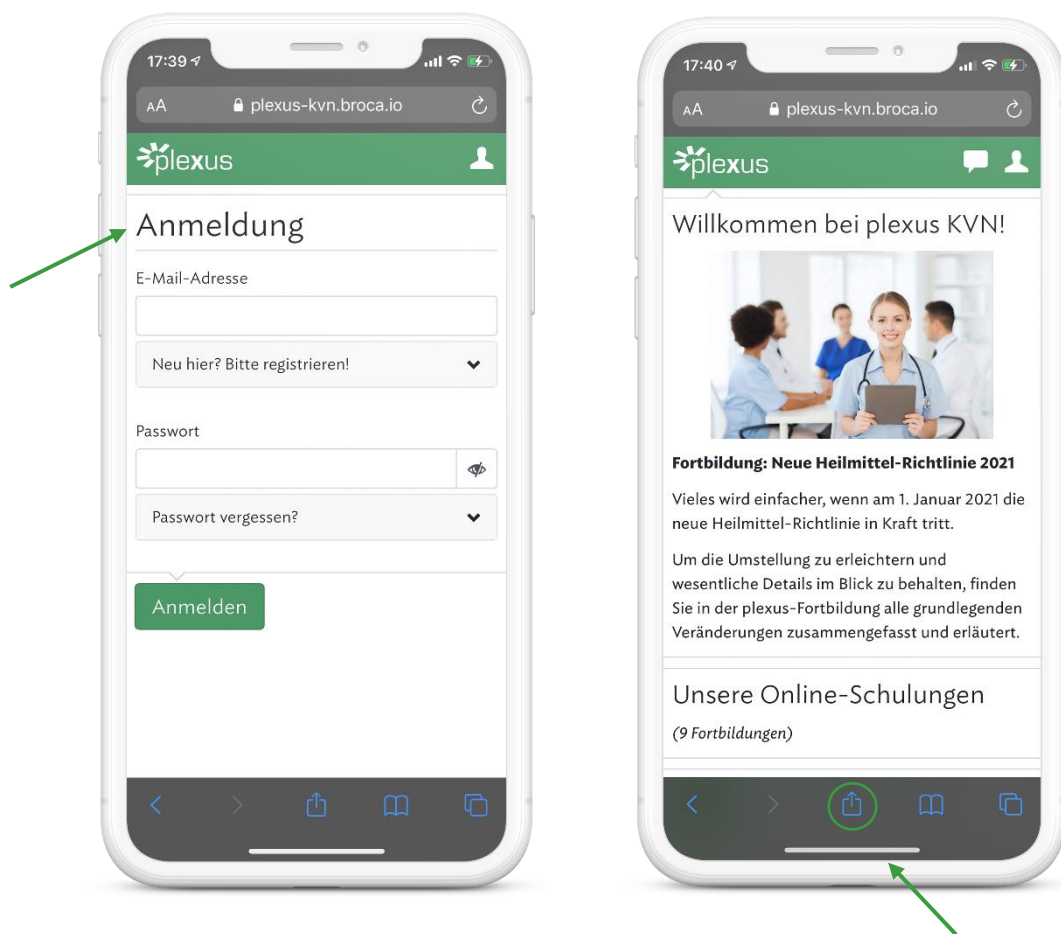 17:39
AA plexus-kvn.broca.io
plexus
Anmeldung
E-Mail-Adresse
Neu hier? Bitte registrieren!
Passwort
Passwort vergessen?
Anmelden
17:40
AA plexus-kvn.broca.io
plexus
Willkommen bei plexus KVN!
Fortbildung: Neue Heilmittel-Richtlinie 2021
Vieles wird einfacher, wenn am 1. Januar 2021 die
neue Heilmittel-Richtlinie in Kraft tritt.
Um die Umstellung zu erleichtern und
wesentliche Details im Blick zu behalten, finden
Sie in der plexus-Fortbildung alle grundlegenden
Veränderungen zusammengefasst und erläutert.
Unsere Online-Schulungen
(9 Fortbildungen)